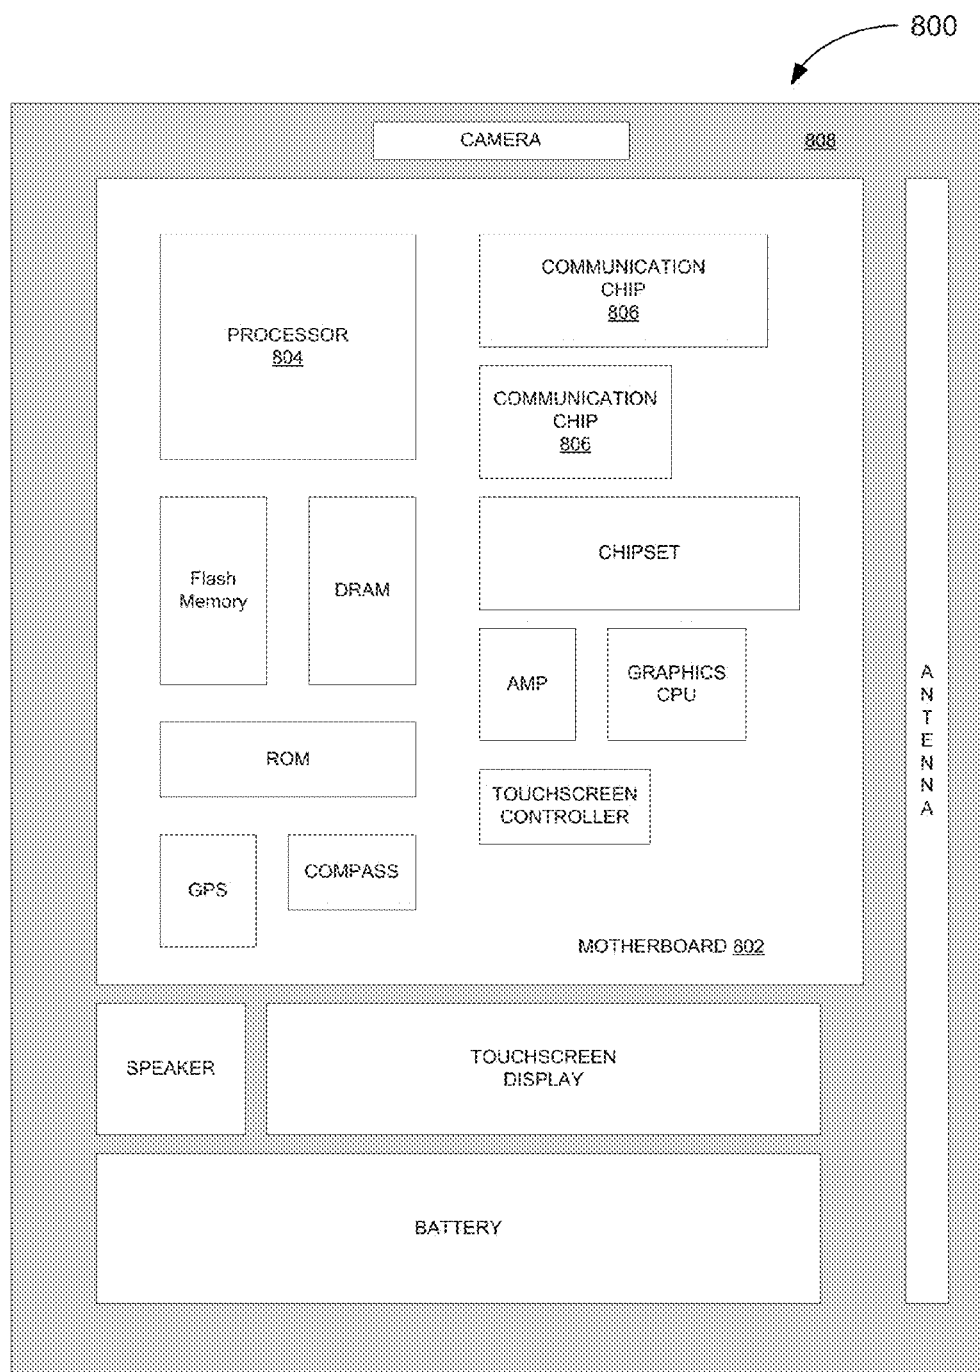 800
CAMERA
808
PROCESSOR
804
COMMUNICATION
CHIP
806
COMMUNICATION
CHIP
806
Flash
Memory
DRAM
CHIPSET
AMP
GRAPHICS
CPU
ROM
TOUCHSCREEN
CONTROLLER
GPS
COMPASS
MOTHERBOARD 802
ANTENNA
SPEAKER
TOUCHSCREEN
DISPLAY
BATTERY